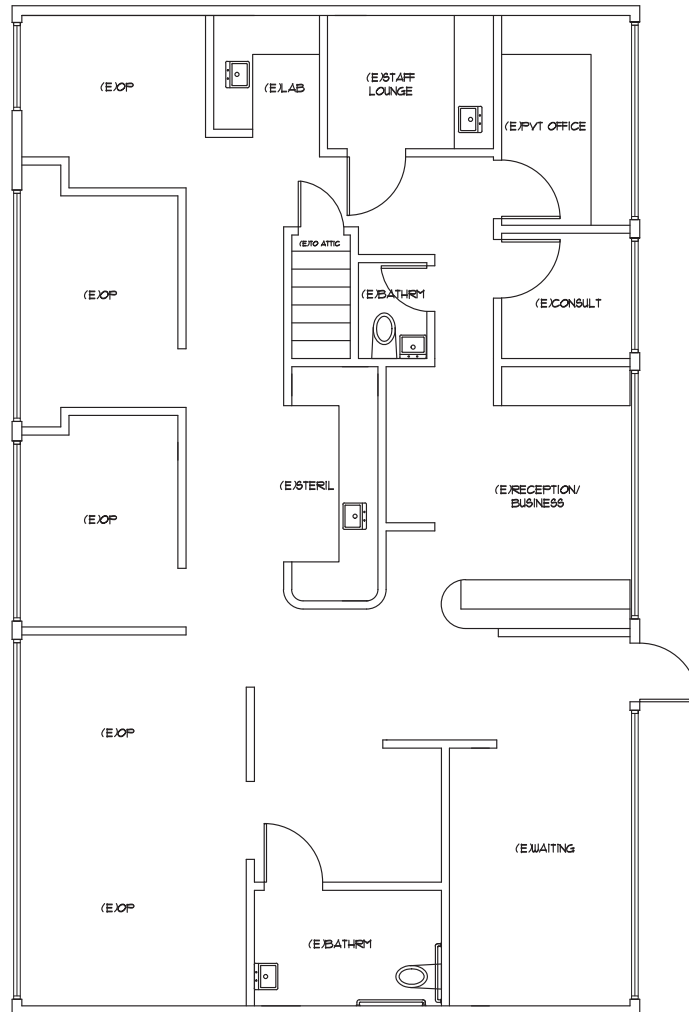 (E)OP
(E)LAB
(E)STAFF
LOUNGE
(E)PVT OFFICE
(E)TO ATTIC
(E)OP
(E)BATHRM
(E)CONSULT
(E)STERIL
(E)RECEPTION/
BUSINESS
(E)OP
(E)OP
(E)WAITING
(E)OP
(E)BATHRM